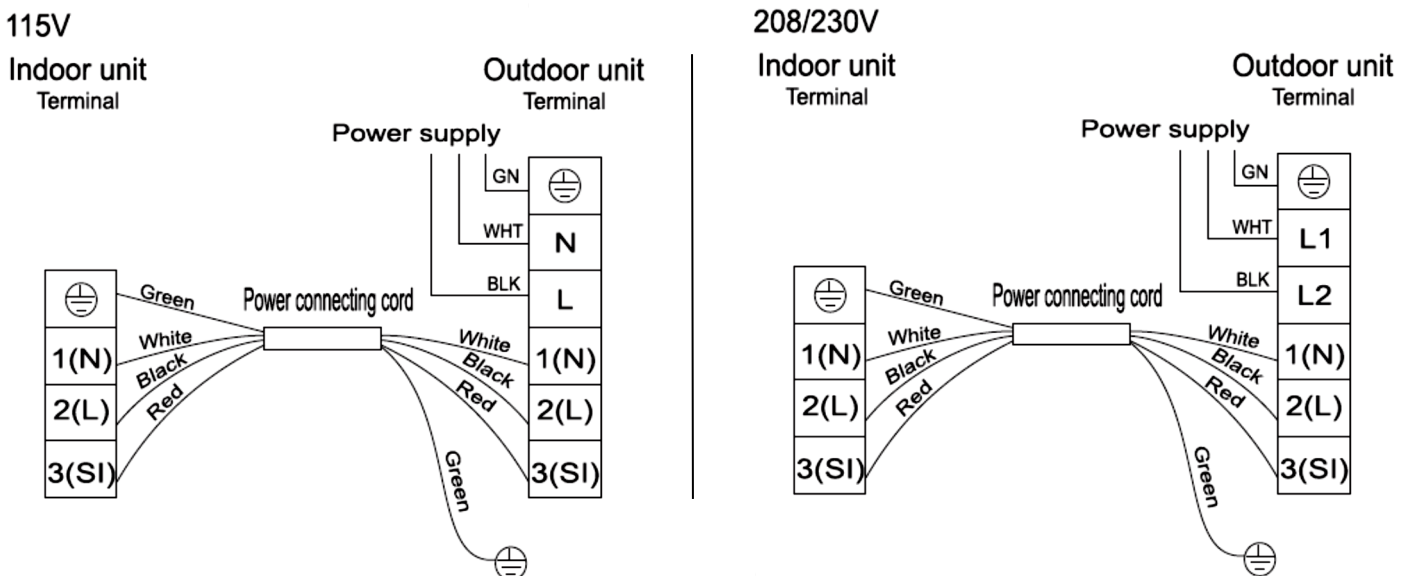 115V
Indoor unit
Terminal
Outdoor unit
Terminal
Power supply
GN
WHT
N
BLK
L
Green
Power connecting cord
1(N)
White
White
1(N)
Black
Black
2(L)
Red
Red
2(L)
3(SI)
Green
3(SI)
208/230V
Indoor unit
Terminal
Outdoor unit
Terminal
Power supply
GN
WHT
L1
BLK
L2
Green
Power connecting cord
1(N)
White
White
1(N)
Black
Black
2(L)
Red
Red
2(L)
3(SI)
Green
3(SI)